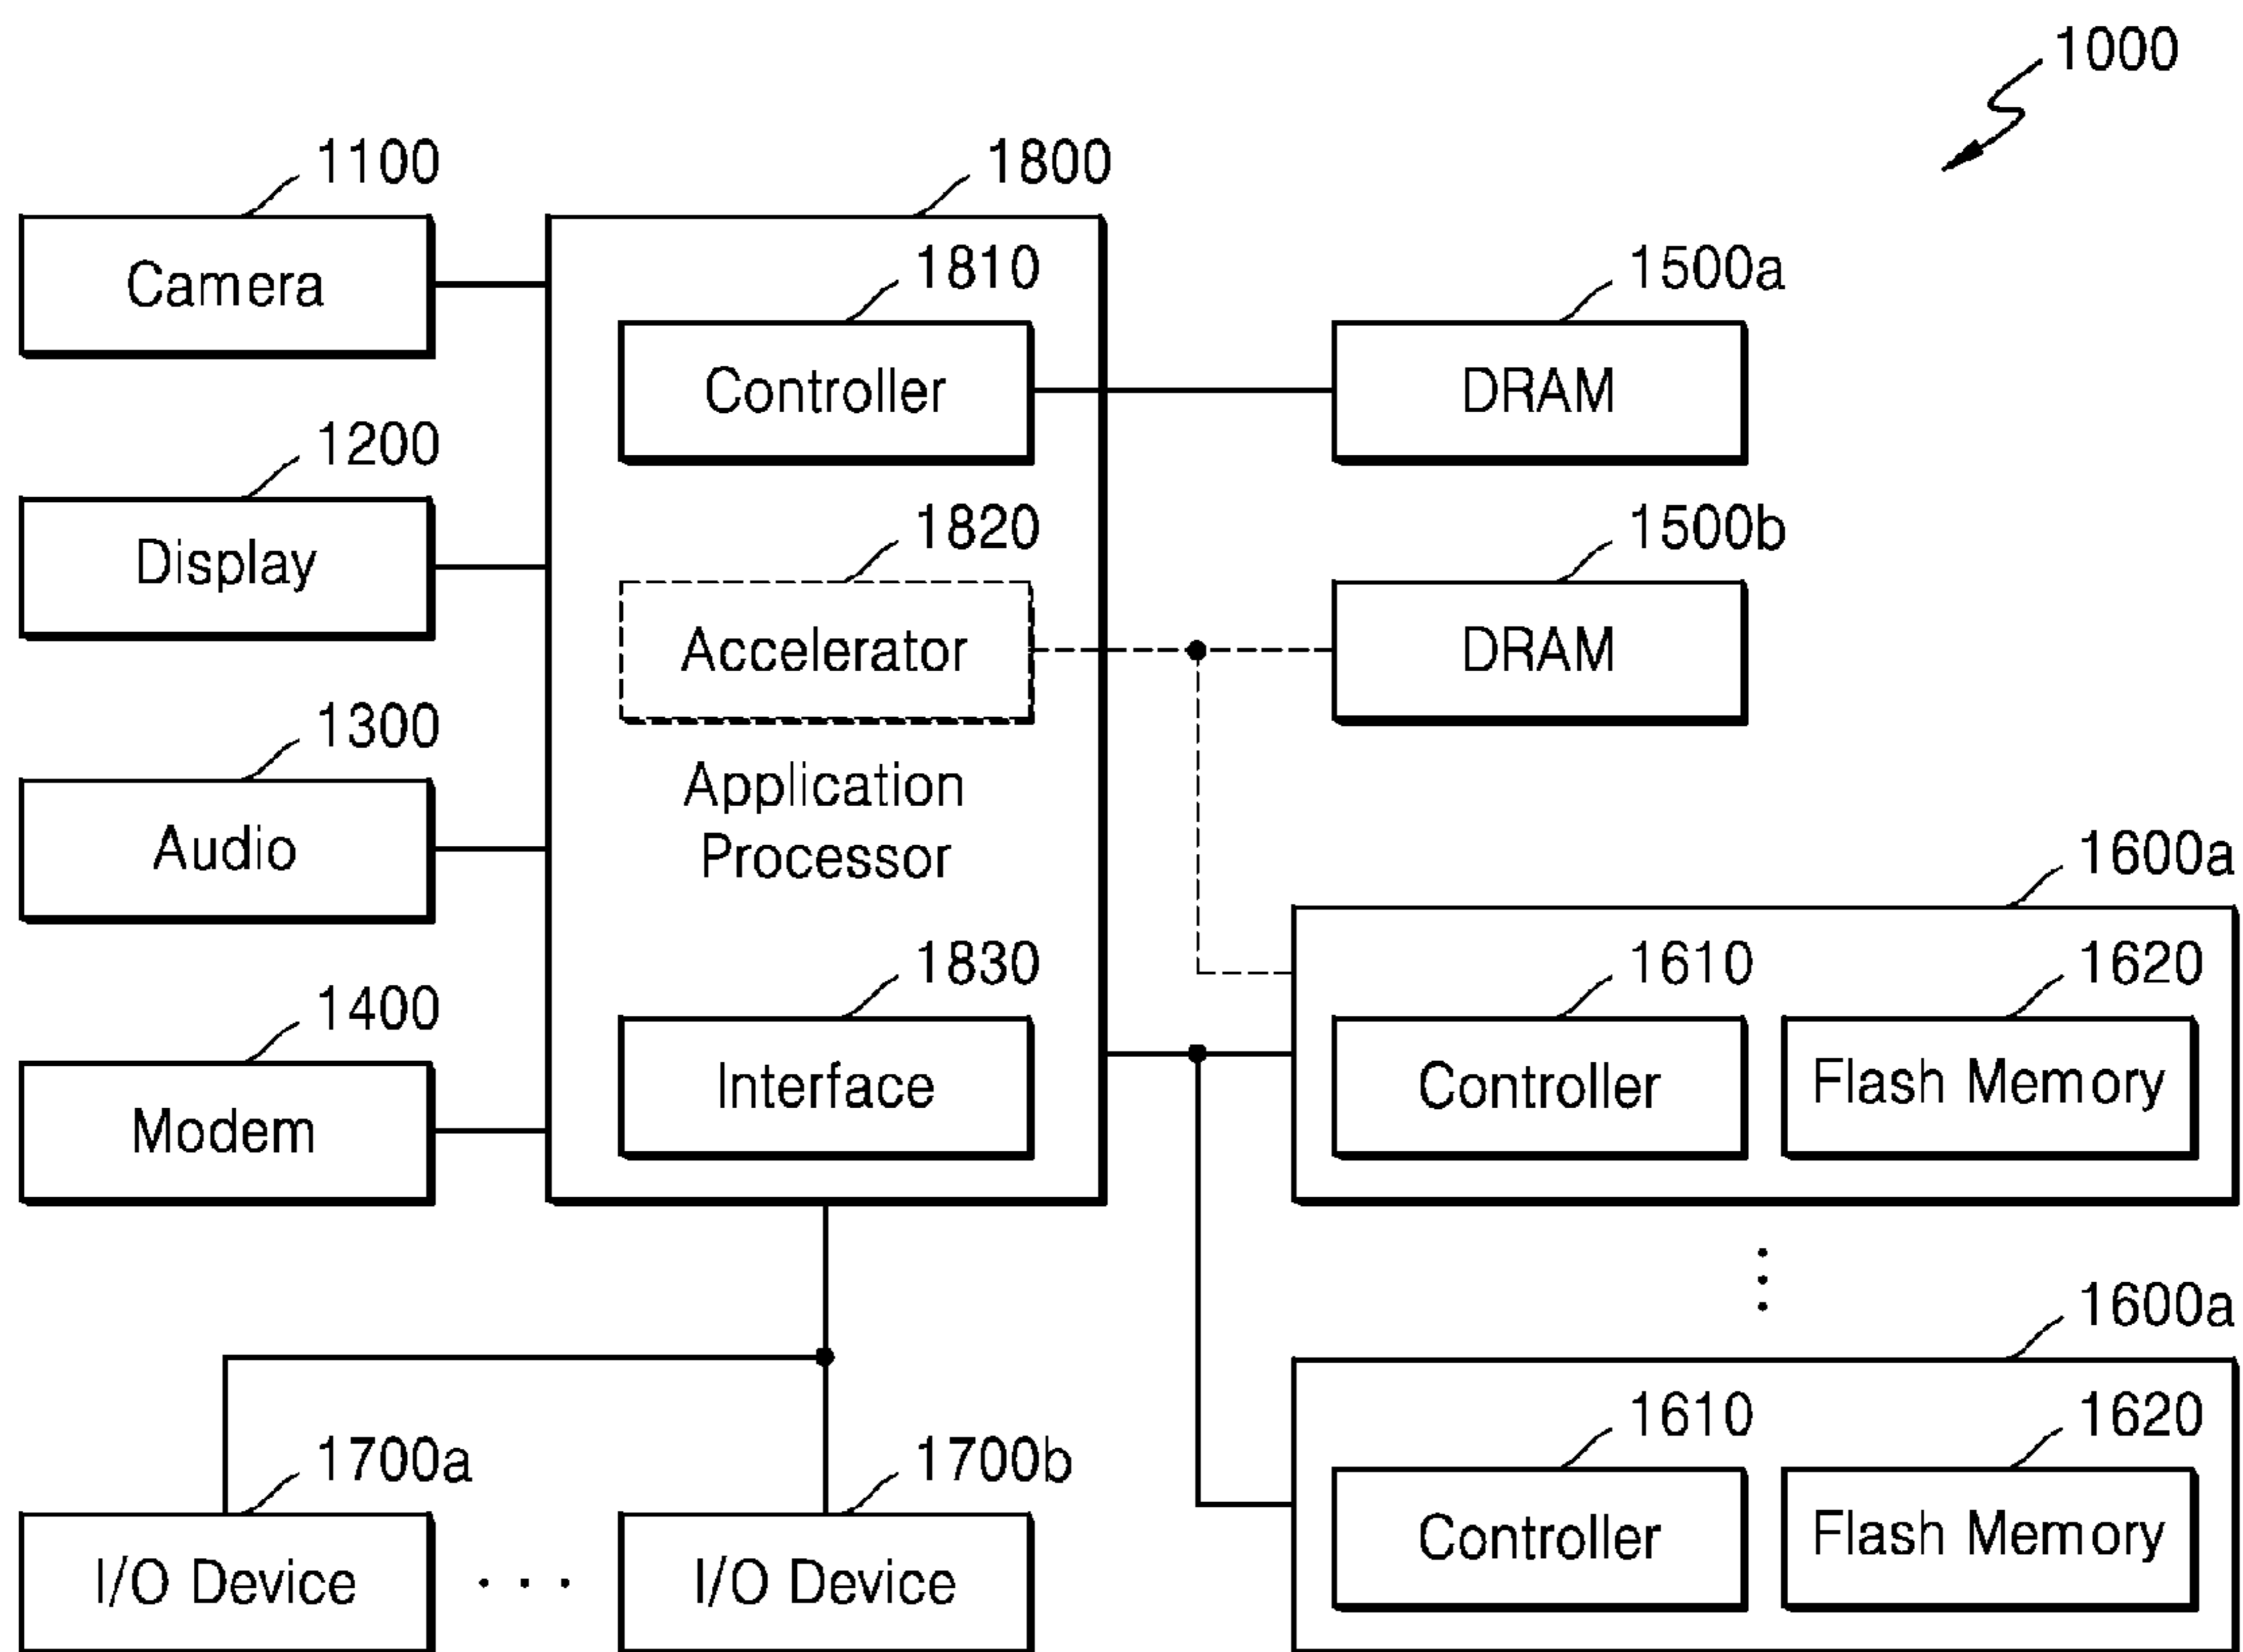 1000
1100
1800
Camera
1810
1500a
Controller
DRAM
1200
Display
1820
1500b
Accelerator
DRAM
Application
Processor
1300
Audio
1600a
1830
1610
1620
Interface
Controller
Flash Memory
1400
Modem
1600a
1610
1620
Controller
Flash Memory
1700a
1700b
I/O Device
I/O Device